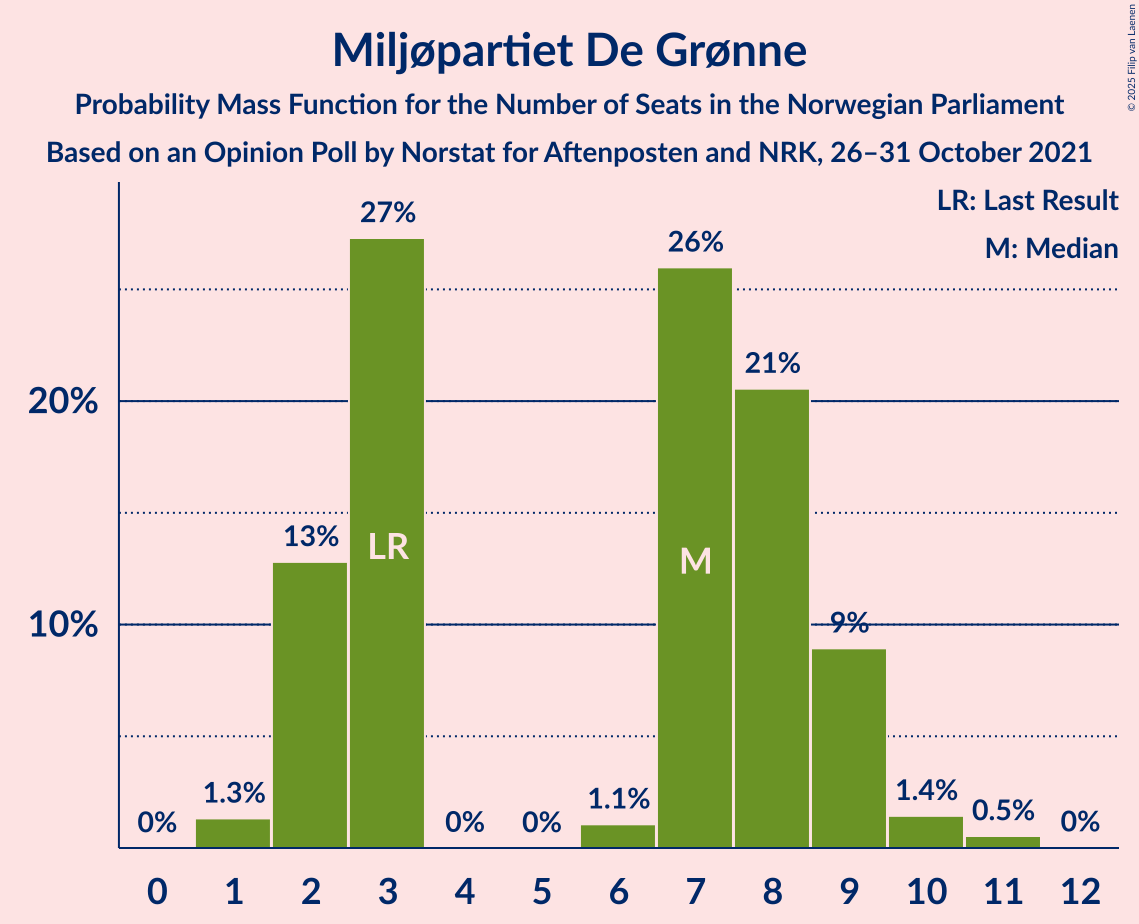 Miljøpartiet De Grønne
Probability Mass Function for the Number of Seats in the Norwegian Parliament
Based on an Opinion Poll by Norstat for Aftenposten and NRK, 26–31 October 2021
© 2025 Filip van Laenen
LR: Last Result
M: Median
27%
26%
21%
20%
13%
LR
M
10%
9%
1.3%
1.1%
1.4%
0.5%
0%
0%
0%
0%
0 1 2 3 4 5 6 7 8 9 10 11 12